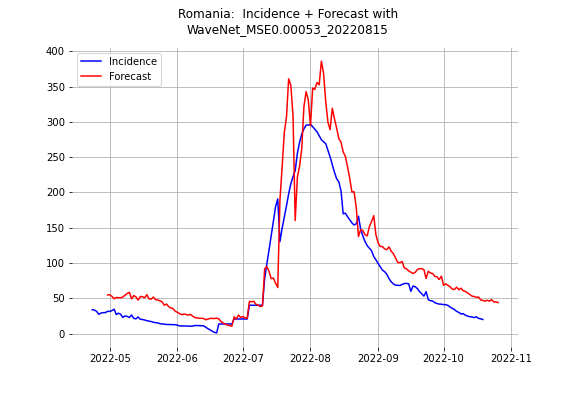 Romania:  Incidence + Forecast with
WaveNet_MSE0.00053_20220815
Incidence
Forecast
400
350
300
250
200
150
100
50
0
2022-05 2022-06 2022-07 2022-08 2022-09 2022-10 2022-11